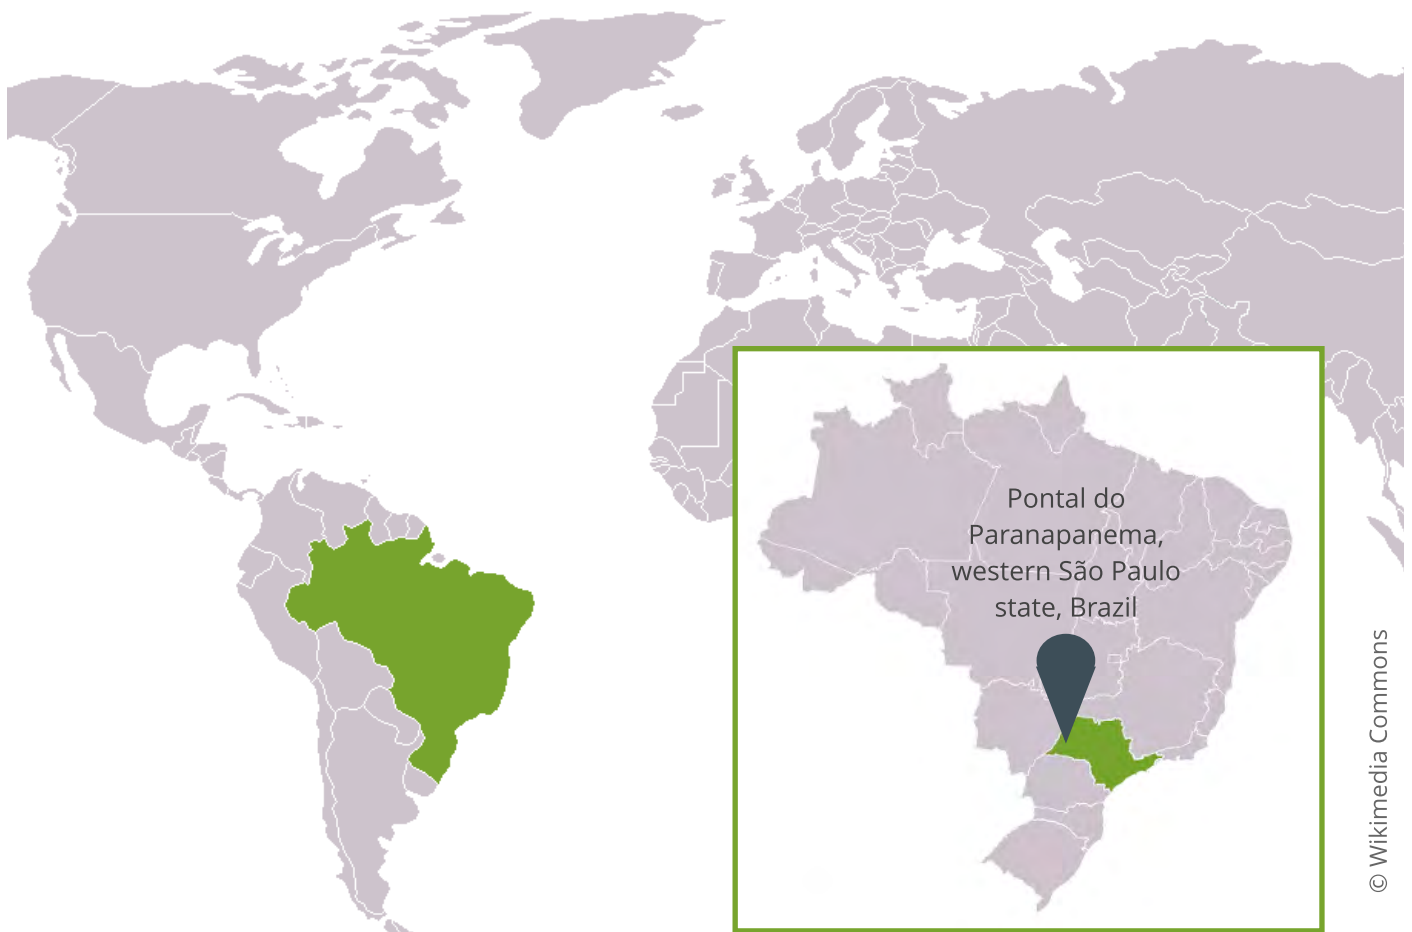 Pontal do
Paranapanema,
western São Paulo
state, Brazil
© Wikimedia Commons